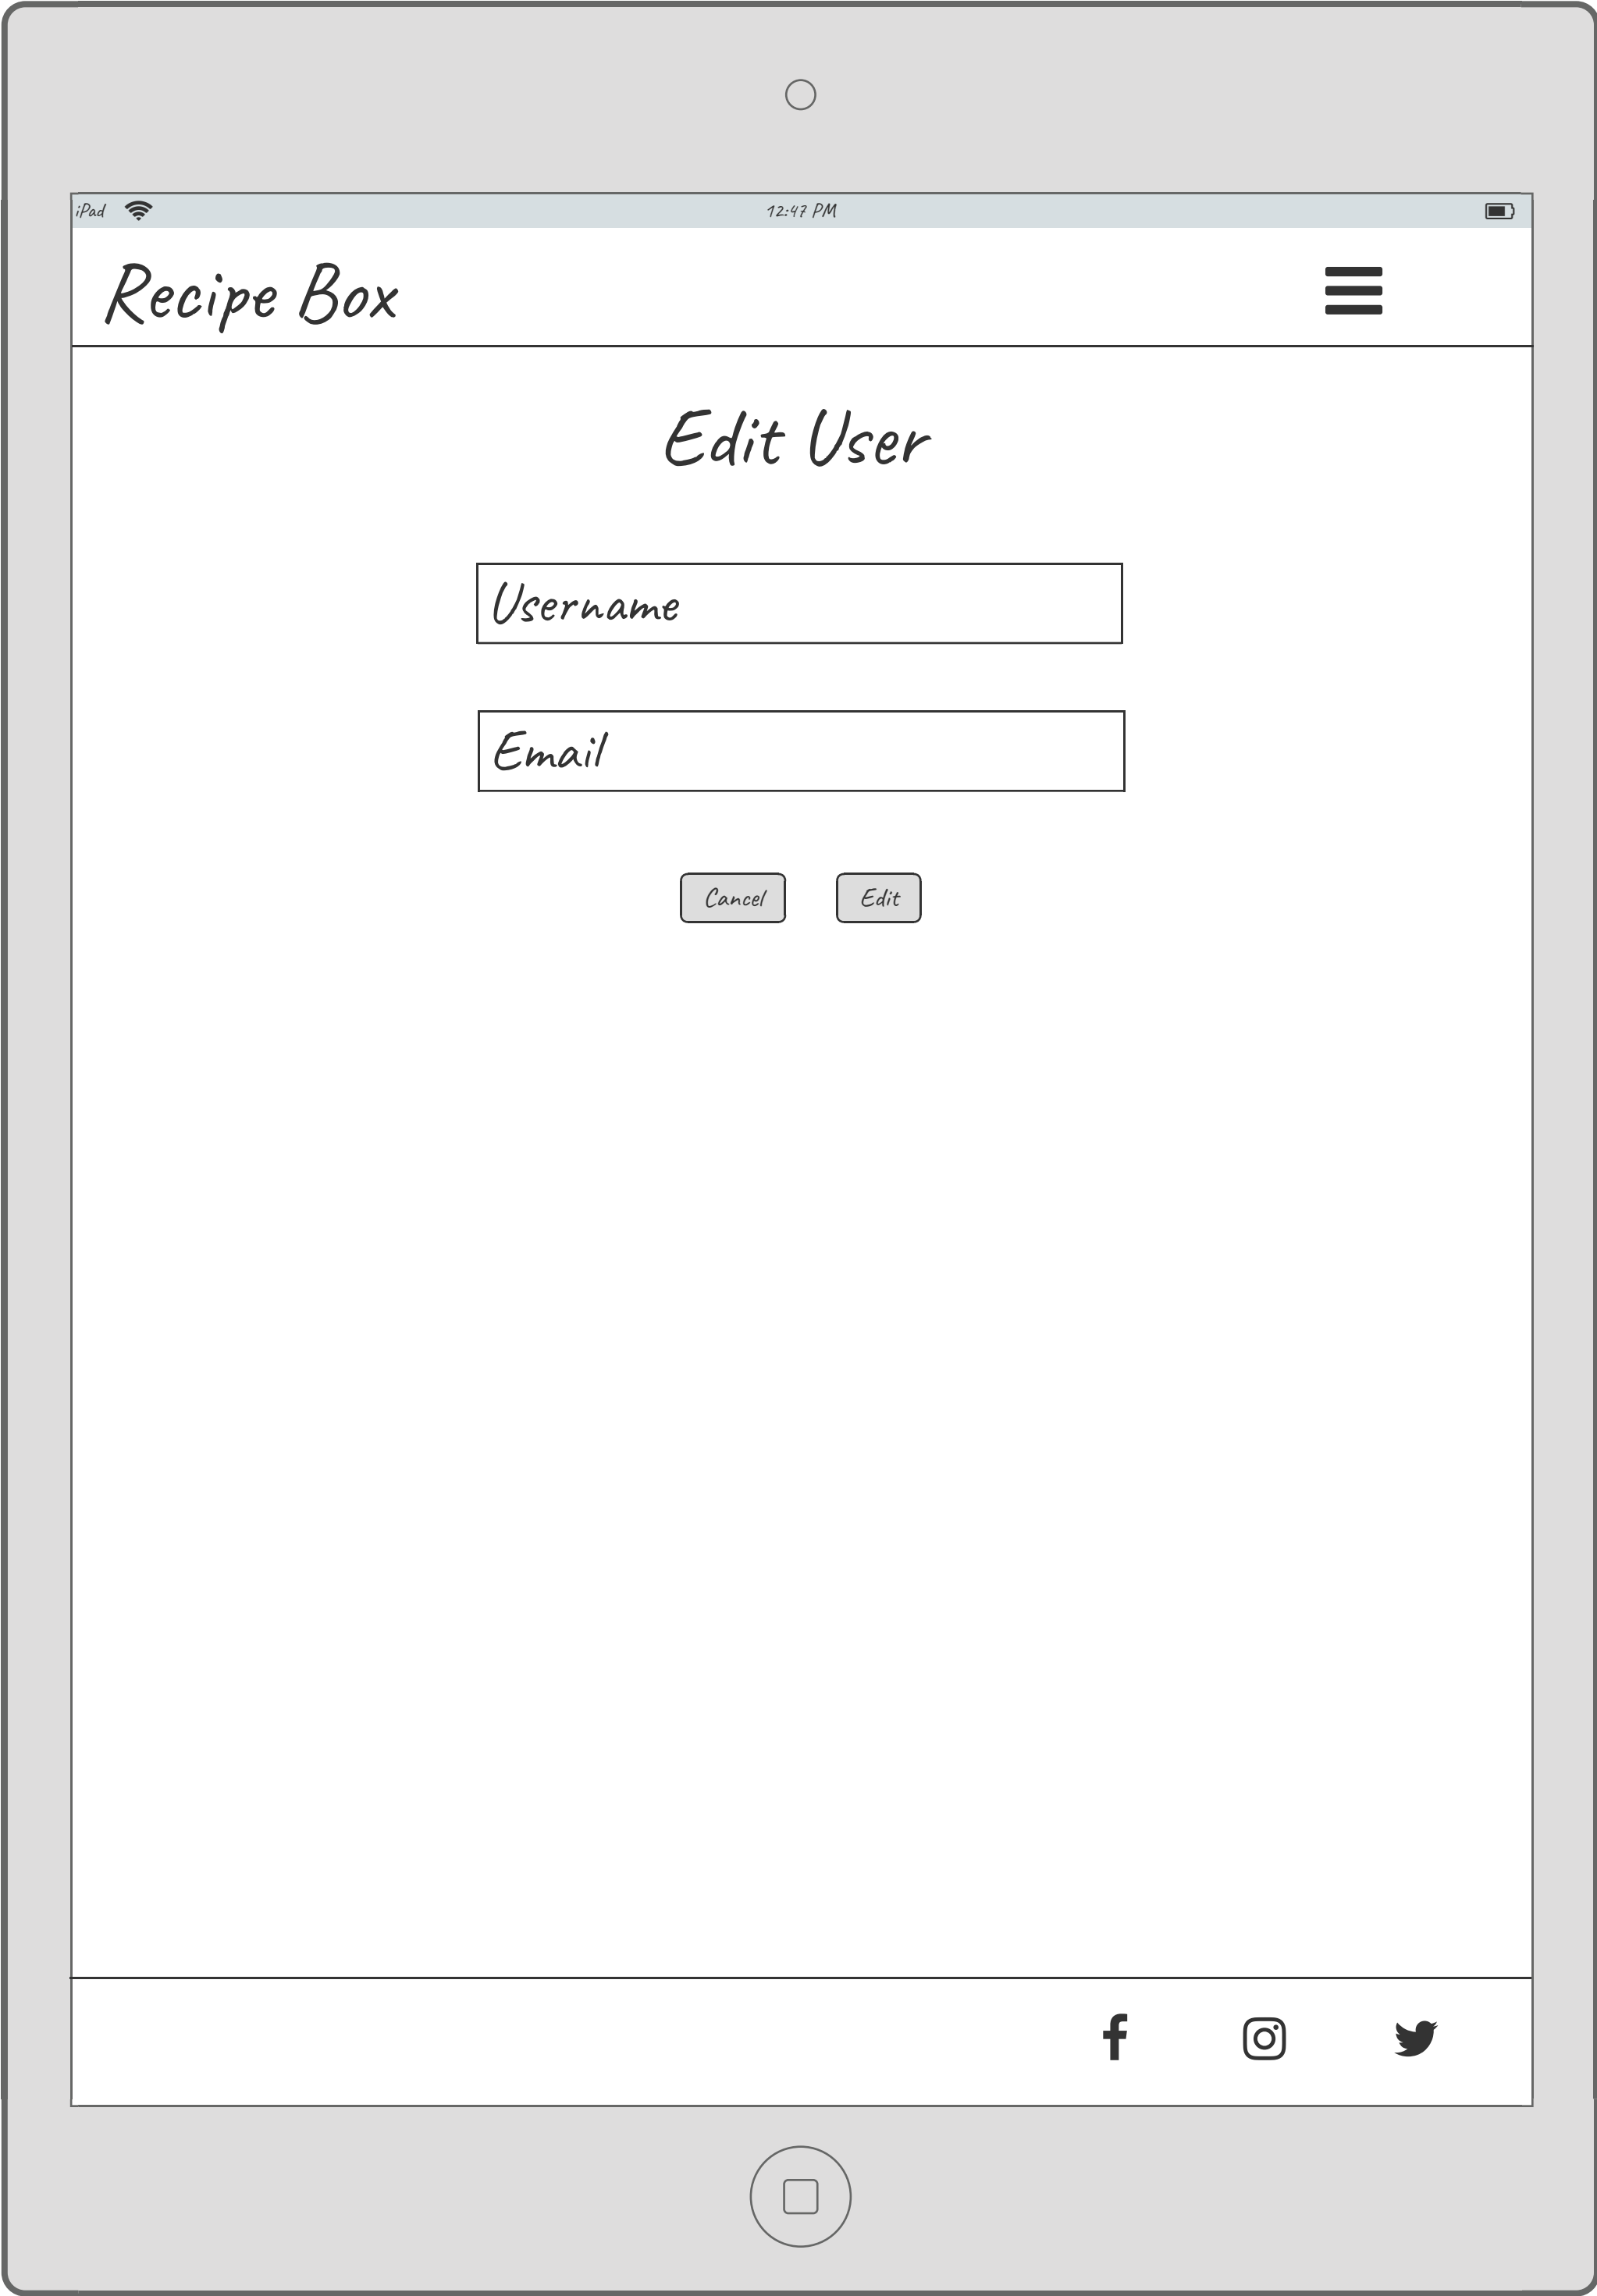 iPad 12:47 PM
Recipe Box
Edit User
Username
Email
Cancel Edit